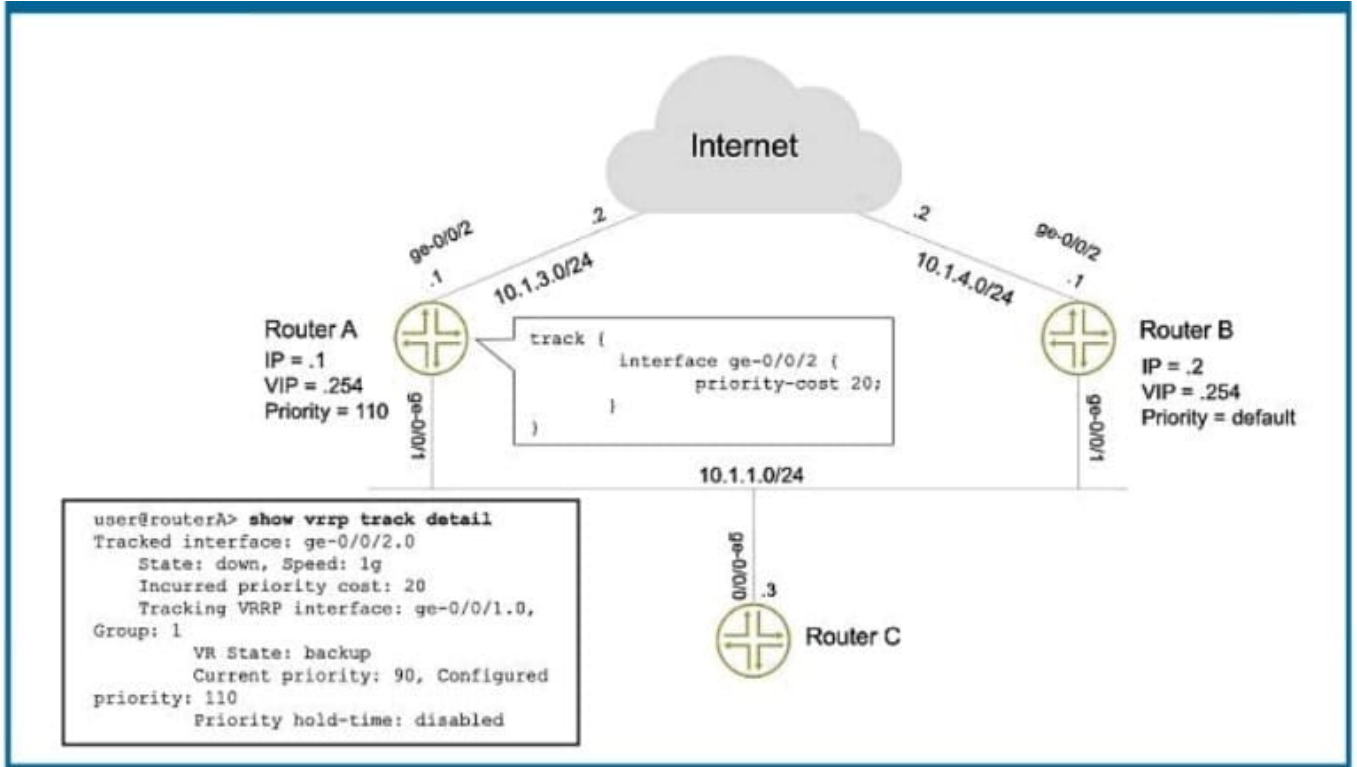 Internet
.2
.2
ge-0/0/2
ge-0/0/2
.1
.1
10.1.3.0/24
10.1.4.0/24
Router A
IP = .1
VIP = .254
Priority = 110
track {
interface ge-0/0/2 {
priority-cost 20;
}
}
Router B
IP = .2
VIP = .254
Priority = default
ge-0/0/1
ge-0/0/1
10.1.1.0/24
user@routerA> show vrrp track detail
Tracked interface: ge-0/0/2.0
State: down, Speed: 1g
Incurred priority cost: 20
Tracking VRRP interface: ge-0/0/1.0,
Group: 1
VR State: backup
Current priority: 90, Configured
priority: 110
Priority hold-time: disabled
ge-0/0/0
.3
Router C